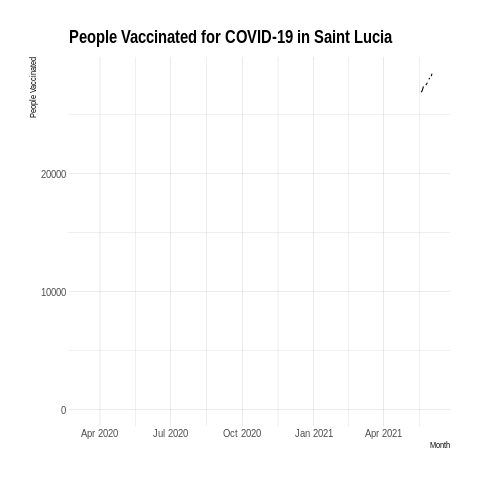 People Vaccinated for COVID-19 in Saint Lucia
People Vaccinated
20000
10000
0
Apr 2020 Jul 2020 Oct 2020 Jan 2021 Apr 2021
Month